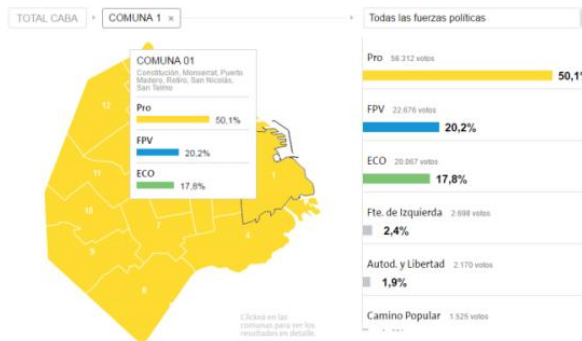 TOTAL CABA
COMUNA 1 ×
Todas las fuerzas políticas
COMUNA 01
Constitución, Monserrat, Puerto
Madero, Retiro, San Nicolás,
San Telmo
Pro
50,1%
FPV
20,2%
ECO
17,8%
12
11
10
9
7
8
4
1
Clickeá en las
comunas para ver los
resultados en detalle.
Pro 56.312 votos
50,1%
FPV 22.676 votos
20,2%
ECO 20.067 votos
17,8%
Fte. de Izquierda 2.698 votos
2,4%
Autod. y Libertad 2.170 votos
1,9%
Camino Popular 1.525 votos